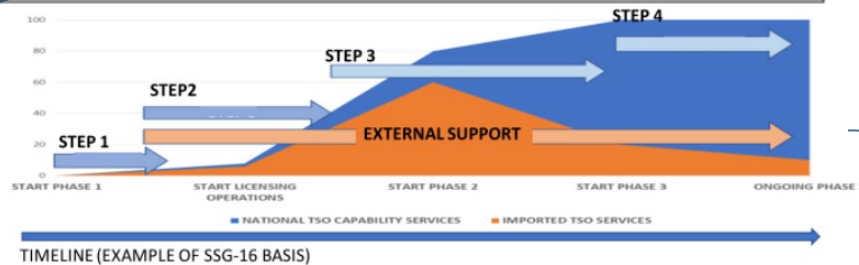 STEP 4
100
STEP 3
80
STEP2
60
40
EXTERNAL SUPPORT
20
STEP 1
0
START PHASE 1 START LICENSING OPERATIONS START PHASE 2 START PHASE 3 ONGOING PHASE
NATIONAL TSO CAPABILITY SERVICES IMPORTED TSO SERVICES
TIMELINE (EXAMPLE OF SSG-16 BASIS)